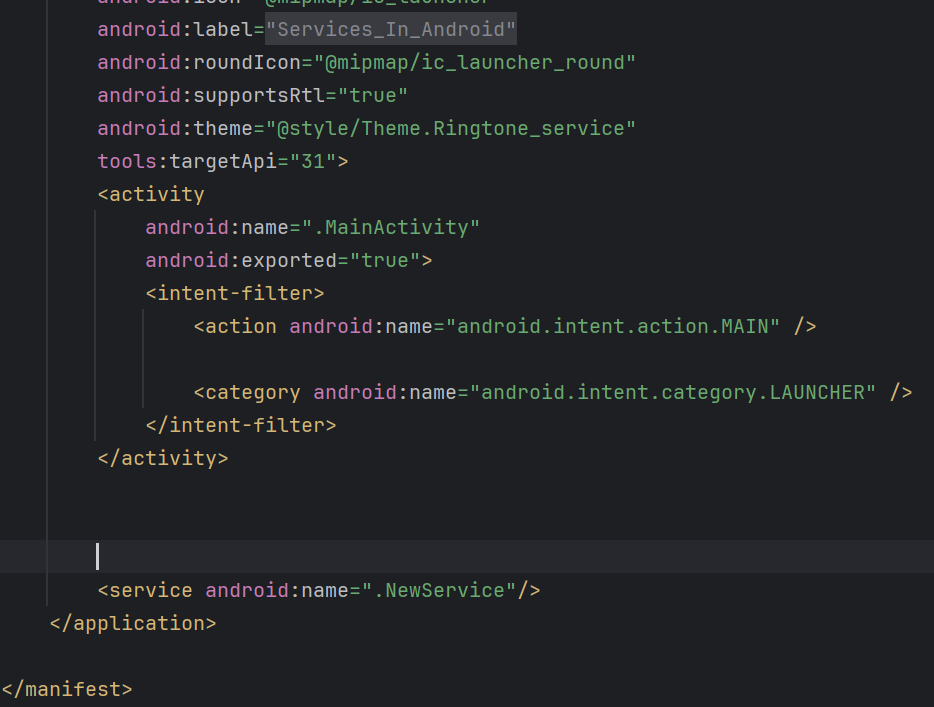 android:icon="@mipmap/ic_launcher"
android:label="Services_In_Android"
android:roundIcon="@mipmap/ic_launcher_round"
android:supportsRtl="true"
android:theme="@style/Theme.Ringtone_service"
tools:targetApi="31">
<activity
android:name=".MainActivity"
android:exported="true">
<intent-filter>
<action android:name="android.intent.action.MAIN" />
<category android:name="android.intent.category.LAUNCHER" />
</intent-filter>
</activity>
<service android:name=".NewService"/>
</application>
</manifest>